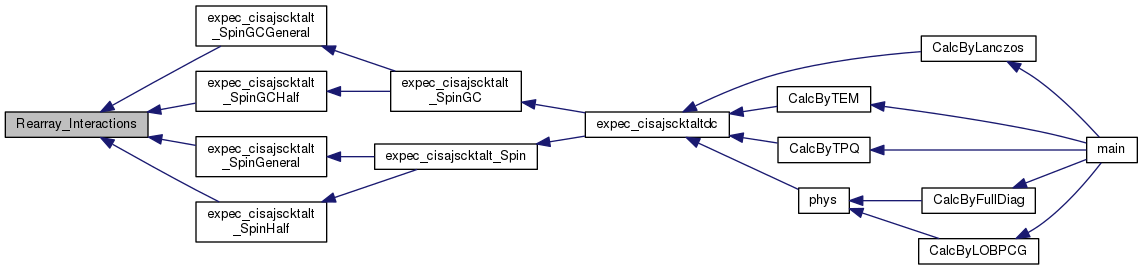 Rearray_Interactions
expec_cisajscktalt
_SpinGCGeneral
expec_cisajscktalt
_SpinGCHalf
expec_cisajscktalt
_SpinGeneral
expec_cisajscktalt
_SpinHalf
expec_cisajscktalt
_SpinGC
expec_cisajscktalt_Spin
expec_cisajscktaltdc
CalcByLanczos
CalcByTEM
CalcByTPQ
phys
CalcByFullDiag
CalcByLOBPCG
main